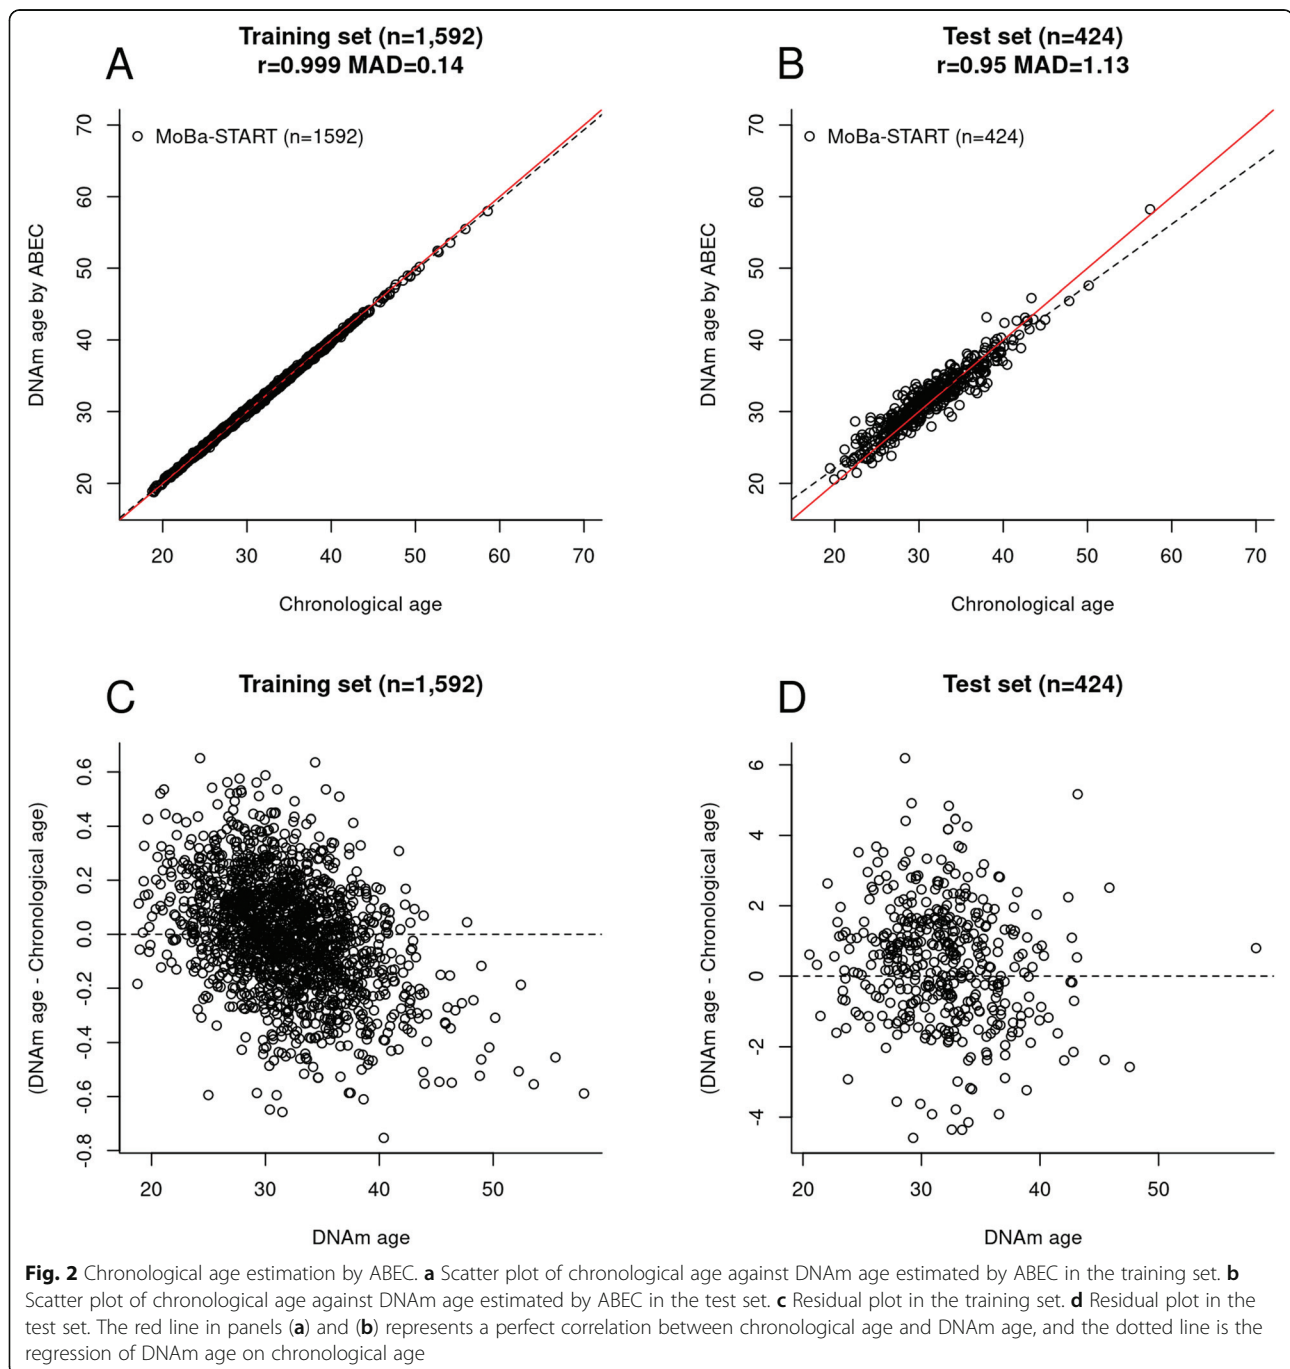 A
Training set (n=1,592)
r=0.999 MAD=0.14
MoBa-START (n=1592)
DNAm age by ABEC
70
60
50
40
30
20
20 30 40 50 60 70
Chronological age
B
Test set (n=424)
r=0.95 MAD=1.13
MoBa-START (n=424)
DNAm age by ABEC
70
60
50
40
30
20
20 30 40 50 60 70
Chronological age
C
Training set (n=1,592)
(DNAm age - Chronological age)
0.6
0.4
0.2
0.0
-0.2
-0.4
-0.6
-0.8
20 30 40 50
DNAm age
D
Test set (n=424)
(DNAm age - Chronological age)
6
4
2
0
-2
-4
20 30 40 50
DNAm age
Fig. 2 Chronological age estimation by ABEC. a Scatter plot of chronological age against DNAm age estimated by ABEC in the training set. b
Scatter plot of chronological age against DNAm age estimated by ABEC in the test set. c Residual plot in the training set. d Residual plot in the
test set. The red line in panels (a) and (b) represents a perfect correlation between chronological age and DNAm age, and the dotted line is the
regression of DNAm age on chronological age